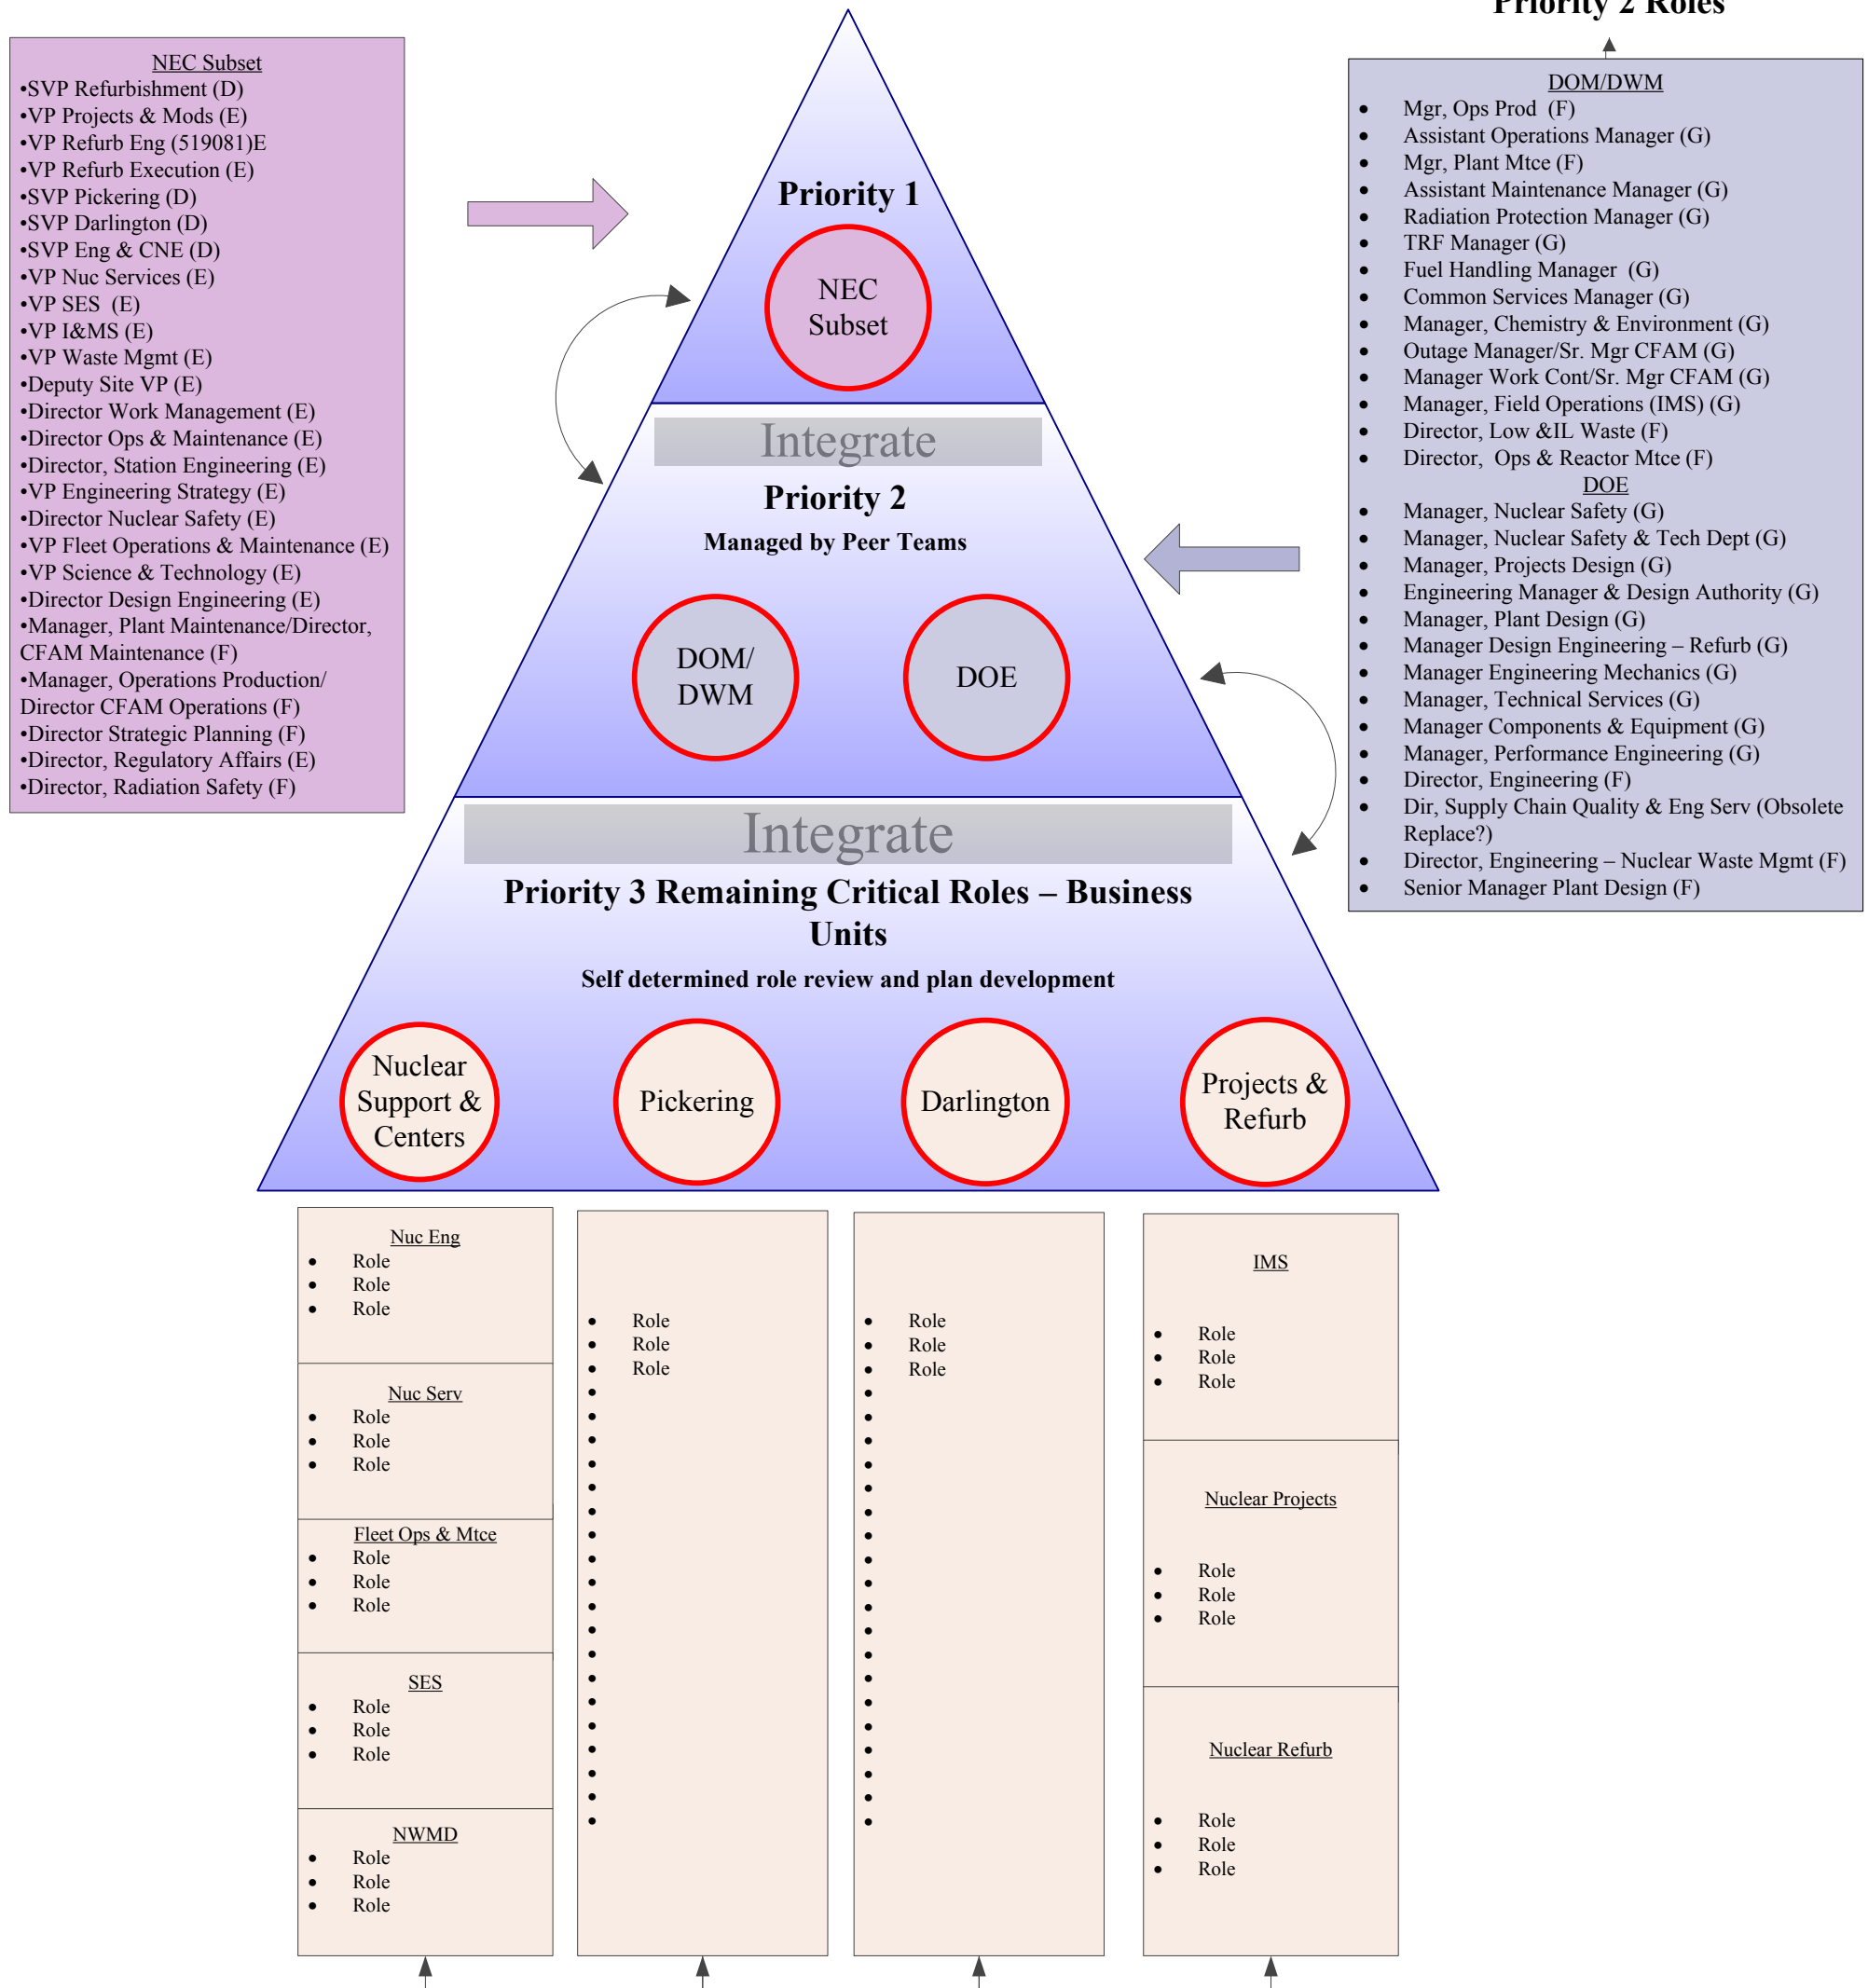 Priority 2 Roles
NEC Subset
•SVP Refurbishment (D)
•VP Projects & Mods (E)
•VP Refurb Eng (519081)E
•VP Refurb Execution (E)
•SVP Pickering (D)
•SVP Darlington (D)
•SVP Eng & CNE (D)
•VP Nuc Services (E)
•VP SES  (E)
•VP I&MS (E)
•VP Waste Mgmt (E)
•Deputy Site VP (E)
•Director Work Management (E)
•Director Ops & Maintenance (E)
•Director, Station Engineering (E)
•VP Engineering Strategy (E)
•Director Nuclear Safety (E)
•VP Fleet Operations & Maintenance (E)
•VP Science & Technology (E)
•Director Design Engineering (E)
•Manager, Plant Maintenance/Director,
CFAM Maintenance (F)
•Manager, Operations Production/
Director CFAM Operations (F)
•Director Strategic Planning (F)
•Director, Regulatory Affairs (E)
•Director, Radiation Safety (F)
Priority 1
NEC
Subset
Integrate
Priority 2
Managed by Peer Teams
DOM/
DWM
DOE
Integrate
Priority 3 Remaining Critical Roles – Business
Units
Self determined role review and plan development
Nuclear
Support &
Centers
Pickering
Darlington
Projects &
Refurb
DOM/DWM
• Mgr, Ops Prod  (F)
• Assistant Operations Manager (G)
• Mgr, Plant Mtce (F)
• Assistant Maintenance Manager (G)
• Radiation Protection Manager (G)
• TRF Manager (G)
• Fuel Handling Manager  (G)
• Common Services Manager (G)
• Manager, Chemistry & Environment (G)
• Outage Manager/Sr. Mgr CFAM (G)
• Manager Work Cont/Sr. Mgr CFAM (G)
• Manager, Field Operations (IMS) (G)
• Director, Low &IL Waste (F)
• Director,  Ops & Reactor Mtce (F)
DOE
• Manager, Nuclear Safety (G)
• Manager, Nuclear Safety & Tech Dept (G)
• Manager, Projects Design (G)
• Engineering Manager & Design Authority (G)
• Manager, Plant Design (G)
• Manager Design Engineering – Refurb (G)
• Manager Engineering Mechanics (G)
• Manager, Technical Services (G)
• Manager Components & Equipment (G)
• Manager, Performance Engineering (G)
• Director, Engineering (F)
• Dir, Supply Chain Quality & Eng Serv (Obsolete
Replace?)
• Director, Engineering – Nuclear Waste Mgmt (F)
• Senior Manager Plant Design (F)
Nuc Eng
• Role
• Role
• Role
Nuc Serv
• Role
• Role
• Role
Fleet Ops & Mtce
• Role
• Role
• Role
SES
• Role
• Role
• Role
NWMD
• Role
• Role
• Role
• Role
• Role
• Role
• Role
• Role
• Role
IMS
• Role
• Role
• Role
Nuclear Projects
• Role
• Role
• Role
Nuclear Refurb
• Role
• Role
• Role